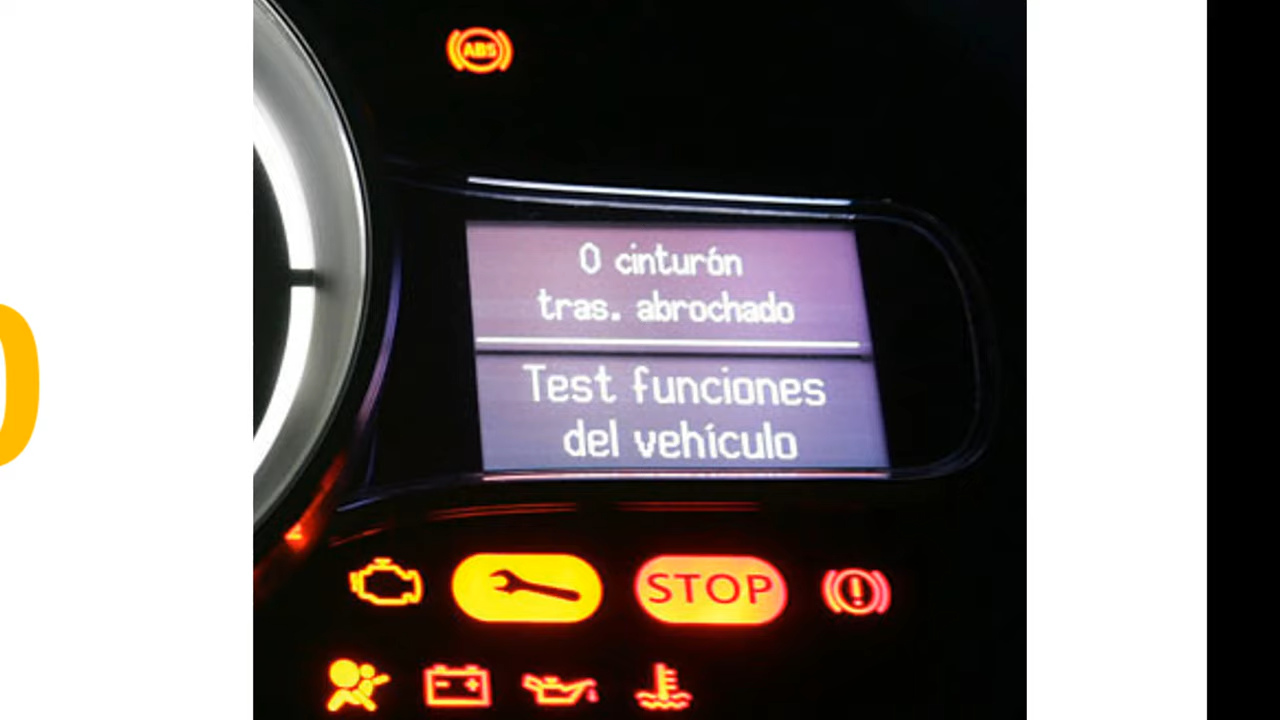 ABS
0 cinturón
tras. abrochado
Test funciones
del vehículo
STOP